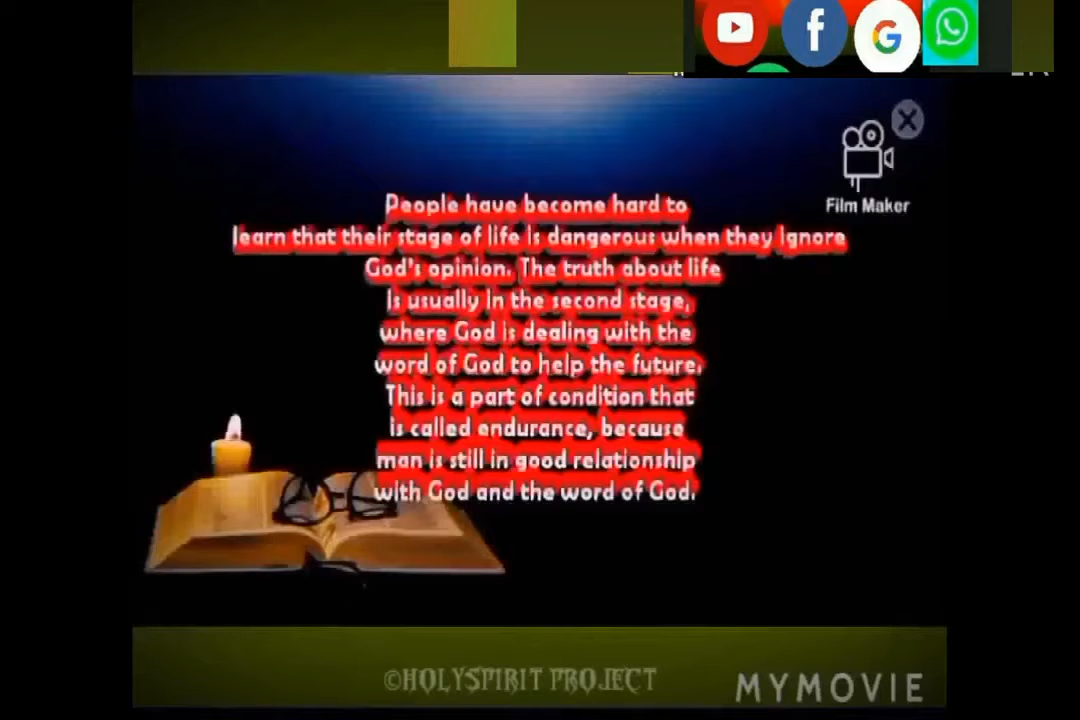 Film Maker
People have become hard to
learn that their stage of life is dangerous when they ignore
God's opinion. The truth about life
is usually in the second stage,
where God is dealing with the
word of God to help the future.
This is a part of condition that
is called endurance, because
man is still in good relationship
with God and the word of God.
©HOLYSPIRIT PROJECT
MYMOVIE